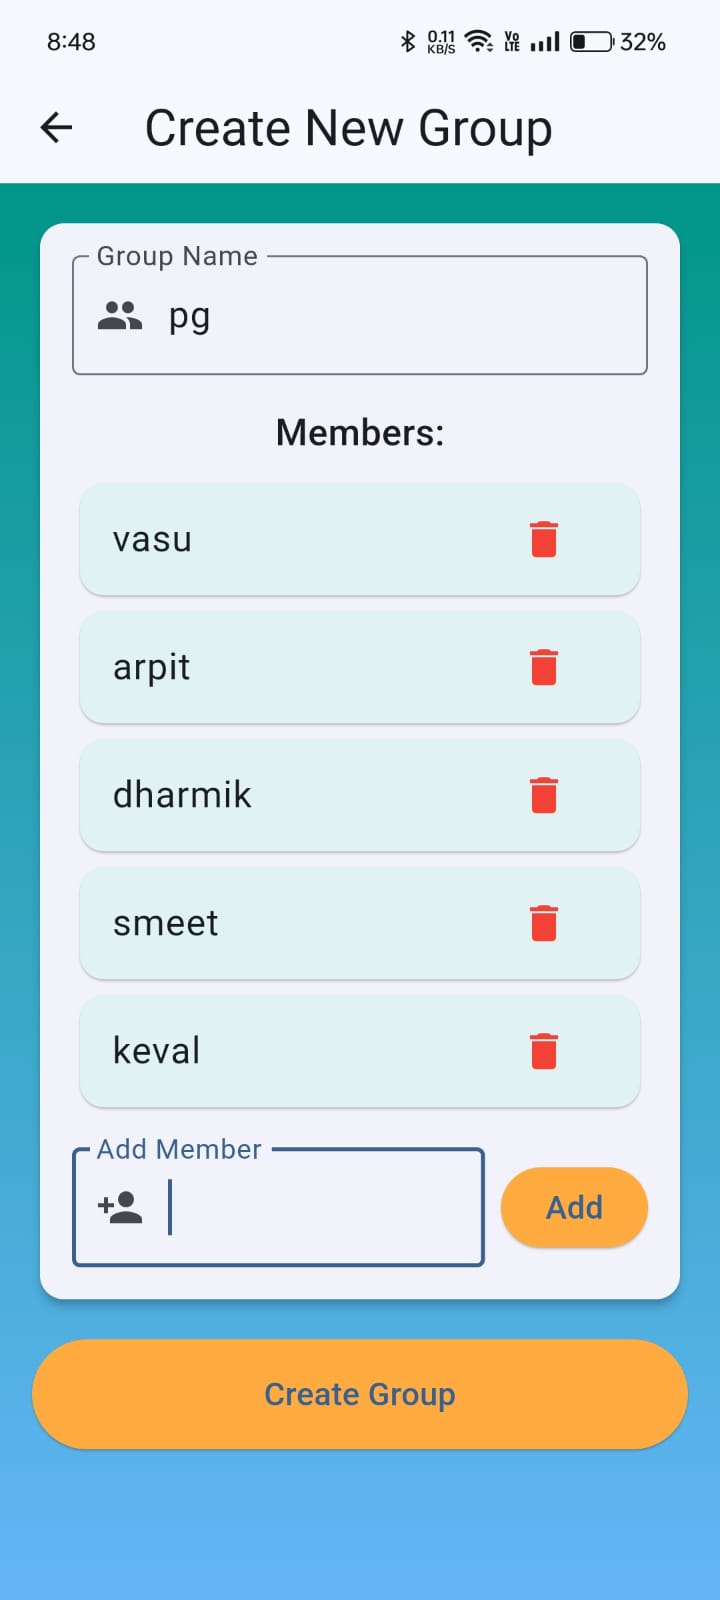 8:48 0.11 KB/S Vo LTE 32%
Create New Group
Group Name
pg
Members:
vasu
arpit
dharmik
smeet
keval
Add Member
Add
Create Group